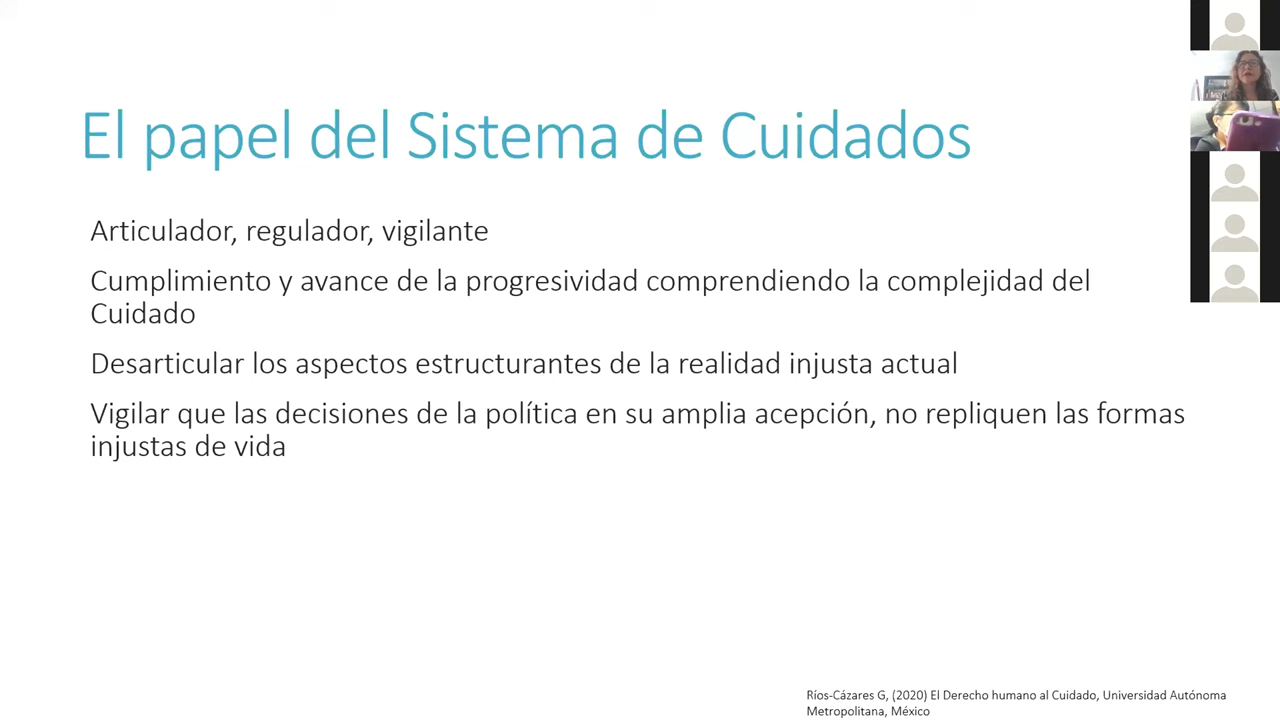 El papel del Sistema de Cuidados
Articulador, regulador, vigilante
Cumplimiento y avance de la progresividad comprendiendo la complejidad del
Cuidado
Desarticular los aspectos estructurantes de la realidad injusta actual
Vigilar que las decisiones de la política en su amplia acepción, no repliquen las formas
injustas de vida
Ríos-Cázares G, (2020) El Derecho humano al Cuidado, Universidad Autónoma
Metropolitana, México